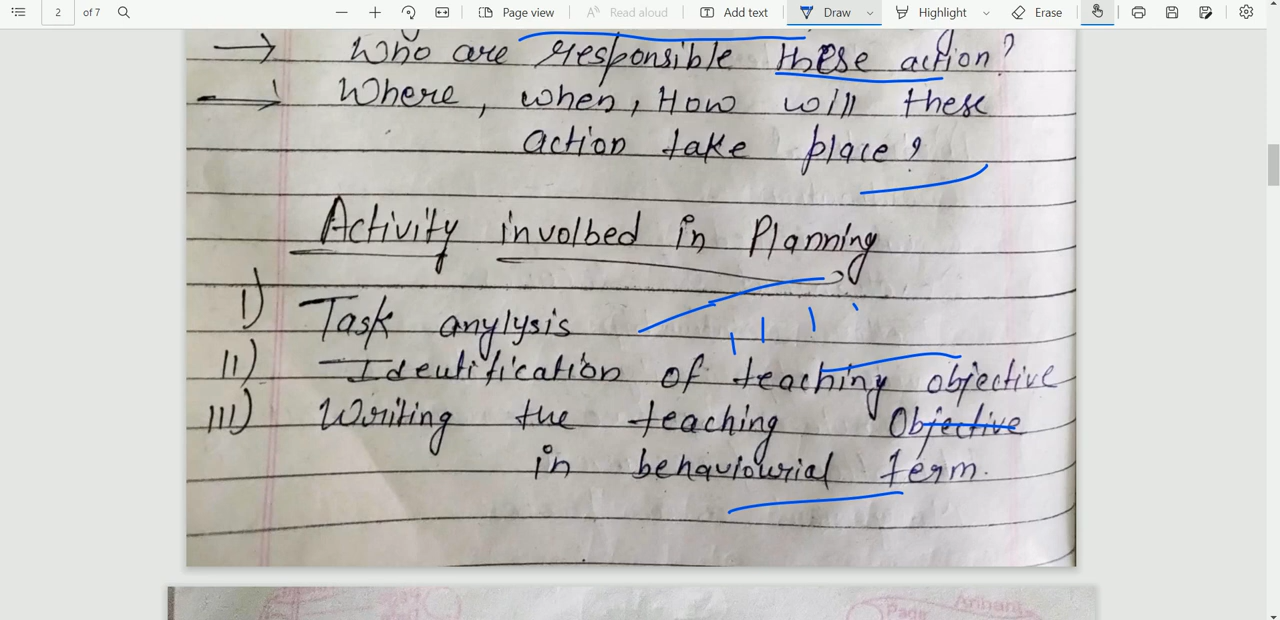 2 of 7 Page view Read aloud Add text Draw Highlight Erase
→ Who are responsible these action?
→ Where, when, How will these
action take place?
Activity involbed in Planning
I) Task anylysis
II) Identification of teaching objective
III) Writing the teaching Objective
in behaviourial term.
Page
Arihant